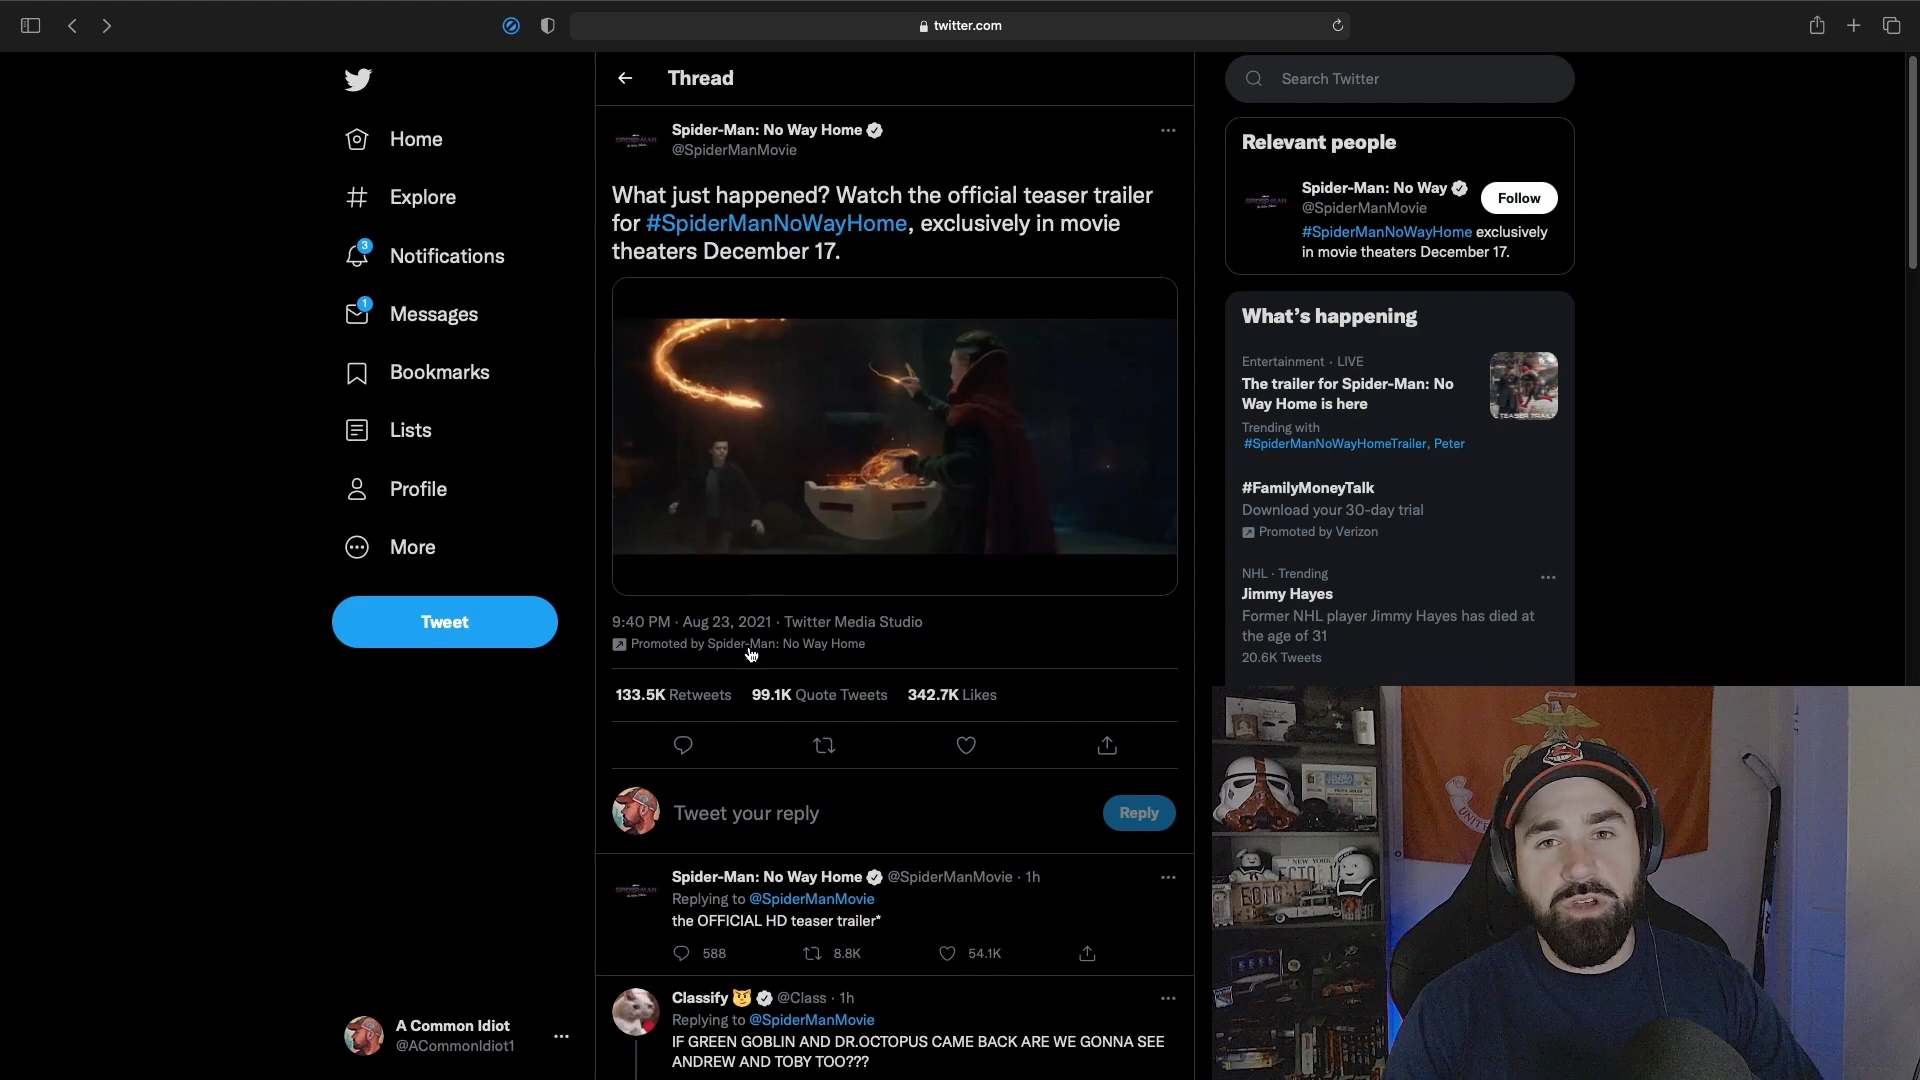 twitter.com
Home
Explore
3
Notifications
1
Messages
Bookmarks
Lists
Profile
More
Tweet
A Common Idiot
@ACommonIdiot1
Thread
Spider-Man: No Way Home
@SpiderManMovie
What just happened? Watch the official teaser trailer
for #SpiderManNoWayHome, exclusively in movie
theaters December 17.
9:40 PM · Aug 23, 2021 · Twitter Media Studio
Promoted by Spider-Man: No Way Home
133.5K Retweets 99.1K Quote Tweets 342.7K Likes
Tweet your reply
Reply
Spider-Man: No Way Home @SpiderManMovie · 1h
Replying to @SpiderManMovie
the OFFICIAL HD teaser trailer*
588 8.8K 54.1K
Classify @Class · 1h
Replying to @SpiderManMovie
IF GREEN GOBLIN AND DR.OCTOPUS CAME BACK ARE WE GONNA SEE
ANDREW AND TOBY TOO???
Search Twitter
Relevant people
Spider-Man: No Way
@SpiderManMovie
Follow
#SpiderManNoWayHome exclusively
in movie theaters December 17.
What's happening
Entertainment · LIVE
The trailer for Spider-Man: No
Way Home is here
Trending with
#SpiderManNoWayHomeTrailer, Peter
#FamilyMoneyTalk
Download your 30-day trial
Promoted by Verizon
NHL · Trending
Jimmy Hayes
Former NHL player Jimmy Hayes has died at
the age of 31
20.6K Tweets
NEW YORK